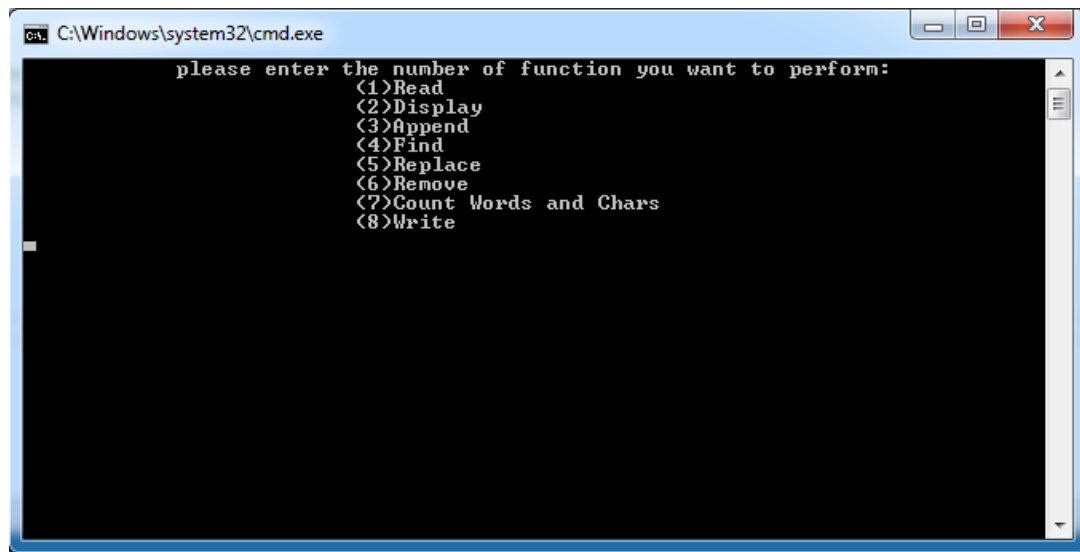 C:\Windows\system32\cmd.exe
please enter the number of function you want to perform:
(1)Read
(2)Display
(3)Append
(4)Find
(5)Replace
(6)Remove
(7)Count Words and Chars
(8)Write